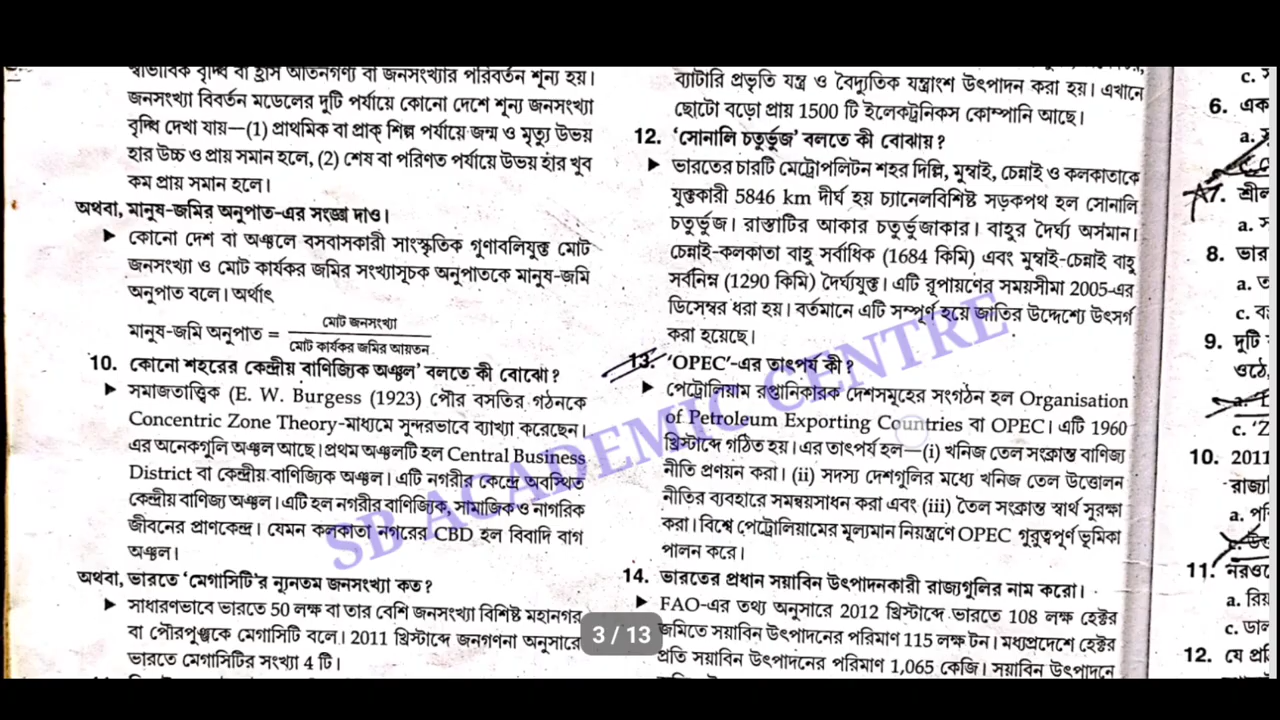 স্বাভাবিক বৃদ্ধি বা হ্রাস অতিনগণ্য বা জনসংখ্যার পরিবর্তন শূন্য হয়।
জনসংখ্যা বিবর্তন মডেলের দুটি পর্যায়ে কোনো দেশে শূন্য জনসংখ্যা
বৃদ্ধি দেখা যায়—(1) প্রাথমিক বা প্রাক্ শিল্প পর্যায়ে জন্ম ও মৃত্যু উভয়
হার উচ্চ ও প্রায় সমান হলে, (2) শেষ বা পরিণত পর্যায়ে উভয় হার খুব
কম প্রায় সমান হলে।
অথবা, মানুষ-জমির অনুপাত-এর সংজ্ঞা দাও।
▶ কোনো দেশ বা অঞ্চলে বসবাসকারী সাংস্কৃতিক গুণাবলিযুক্ত মোট
জনসংখ্যা ও মোট কার্যকর জমির সংখ্যাসূচক অনুপাতকে মানুষ-জমি
অনুপাত বলে। অর্থাৎ
মানুষ-জমি অনুপাত = মোট জনসংখ্যা
মোট কার্যকর জমির আয়তন
10. কোনো শহরের কেন্দ্রীয় বাণিজ্যিক অঞ্চল' বলতে কী বোঝো?
▶ সমাজতাত্ত্বিক (E. W. Burgess (1923) পৌর বসতির গঠনকে
Concentric Zone Theory-মাধ্যমে সুন্দরভাবে ব্যাখ্যা করেছেন।
এর অনেকগুলি অঞ্চল আছে। প্রথম অঞ্চলটি হল Central Business
District বা কেন্দ্রীয় বাণিজ্যিক অঞ্চল। এটি নগরীর কেন্দ্রে অবস্থিত
কেন্দ্রীয় বাণিজ্য অঞ্চল। এটি হল নগরীর বাণিজ্যিক, সামাজিক ও নাগরিক
জীবনের প্রাণকেন্দ্র। যেমন কলকাতা নগরের CBD হল বিবাদি বাগ
অঞ্চল।
অথবা, ভারতে 'মেগাসিটি'র ন্যূনতম জনসংখ্যা কত?
▶ সাধারণভাবে ভারতে 50 লক্ষ বা তার বেশি জনসংখ্যা বিশিষ্ট মহানগর
বা পৌরপুঞ্জকে মেগাসিটি বলে। 2011 খ্রিস্টাব্দে জনগণনা অনুসারে
ভারতে মেগাসিটির সংখ্যা 4 টি।
ব্যাটারি প্রভৃতি যন্ত্র ও বৈদ্যুতিক যন্ত্রাংশ উৎপাদন করা হয়। এখানে
ছোটো বড়ো প্রায় 1500 টি ইলেকট্রনিকস কোম্পানি আছে।
12. 'সোনালি চতুর্ভুজ' বলতে কী বোঝায়?
▶ ভারতের চারটি মেট্রোপলিটন শহর দিল্লি, মুম্বাই, চেন্নাই ও কলকাতাকে
যুক্তকারী 5846 km দীর্ঘ ছয় চ্যানেলবিশিষ্ট সড়কপথ হল সোনালি
চতুর্ভুজ। রাস্তাটির আকার চতুর্ভুজাকার। বাহুর দৈর্ঘ্য অসমান।
চেন্নাই-কলকাতা বাহু সর্বাধিক (1684 কিমি) এবং মুম্বাই-চেন্নাই বাহু
সর্বনিম্ন (1290 কিমি) দৈর্ঘ্যযুক্ত। এটি রূপায়ণের সময়সীমা 2005-এর
ডিসেম্বর ধরা হয়। বর্তমানে এটি সম্পূর্ণ হয়ে জাতির উদ্দেশ্যে উৎসর্গ
করা হয়েছে।
13. 'OPEC'-এর তাৎপর্য কী?
▶ পেট্রোলিয়াম রপ্তানিকারক দেশসমূহের সংগঠন হল Organisation
of Petroleum Exporting Countries বা OPEC। এটি 1960
খ্রিস্টাব্দে গঠিত হয়। এর তাৎপর্য হল—(i) খনিজ তেল সংক্রান্ত বাণিজ্য
নীতি প্রণয়ন করা। (ii) সদস্য দেশগুলির মধ্যে খনিজ তেল উত্তোলন
নীতির ব্যবহারে সমন্বয়সাধন করা এবং (iii) তৈল সংক্রান্ত স্বার্থ সুরক্ষা
করা। বিশ্বে পেট্রোলিয়ামের মূল্যমান নিয়ন্ত্রণে OPEC গুরুত্বপূর্ণ ভূমিকা
পালন করে।
14. ভারতের প্রধান সয়াবিন উৎপাদনকারী রাজ্যগুলির নাম করো।
▶ FAO-এর তথ্য অনুসারে 2012 খ্রিস্টাব্দে ভারতে 108 লক্ষ হেক্টর
জমিতে সয়াবিন উৎপাদনের পরিমাণ 115 লক্ষ টন। মধ্যপ্রদেশে হেক্টর
প্রতি সয়াবিন উৎপাদনের পরিমাণ 1,065 কেজি। সয়াবিন উৎপাদনে
6. এক
7.
a. স
8. ভার
a. ত
c. ব
9. দুটি
ওঠে,
c. 'Z
10. 2011
রাজ্যি
a. পি
11. নরও
a. রিয়
c. ডাল
12. যে প্র
SB ACADEMIC CENTRE
3 / 13